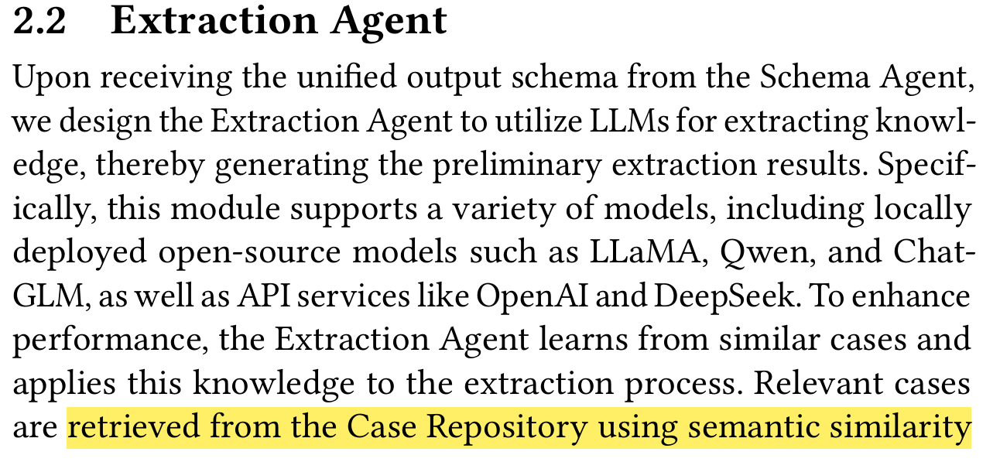 2.2 Extraction Agent
Upon receiving the unified output schema from the Schema Agent,
we design the Extraction Agent to utilize LLMs for extracting knowl-
edge, thereby generating the preliminary extraction results. Specif-
ically, this module supports a variety of models, including locally
deployed open-source models such as LLaMA, Qwen, and Chat-
GLM, as well as API services like OpenAI and DeepSeek. To enhance
performance, the Extraction Agent learns from similar cases and
applies this knowledge to the extraction process. Relevant cases
are retrieved from the Case Repository using semantic similarity